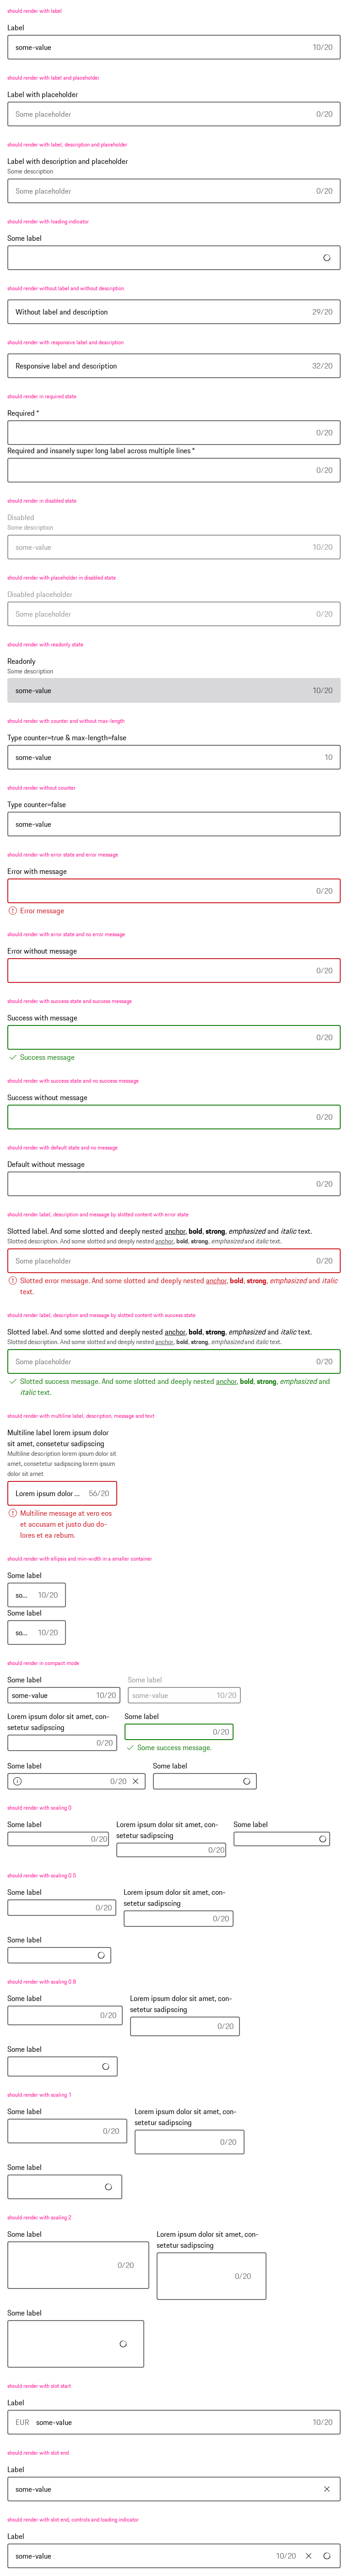 should render with label
Label
some-value 10/20
should render with label and placeholder
Label with placeholder
Some placeholder 0/20
should render with label, description and placeholder
Label with description and placeholder
Some description
Some placeholder 0/20
should render with loading indicator
Some label
should render without label and without description
Without label and description 29/20
should render with responsive label and description
Responsive label and description 32/20
should render in required state
Required *
0/20
Required and insanely super long label across multiple lines *
0/20
should render in disabled state
Disabled
Some description
some-value 10/20
should render with placeholder in disabled state
Disabled placeholder
Some placeholder 0/20
should render with readonly state
Readonly
Some description
some-value 10/20
should render with counter and without max-length
Type counter=true & max-length=false
some-value 10
should render without counter
Type counter=false
some-value
should render with error state and error message
Error with message
0/20
Error message
should render with error state and no error message
Error without message
0/20
should render with success state and success message
Success with message
0/20
Success message
should render with success state and no success message
Success without message
0/20
should render with default state and no message
Default without message
0/20
should render label, description and message by slotted content with error state
Slotted label. And some slotted and deeply nested anchor, bold, strong, emphasized and italic text.
Slotted description. And some slotted and deeply nested anchor, bold, strong, emphasized and italic text.
Some placeholder 0/20
Slotted error message. And some slotted and deeply nested anchor, bold, strong, emphasized and italic
text.
should render label, description and message by slotted content with success state
Slotted label. And some slotted and deeply nested anchor, bold, strong, emphasized and italic text.
Slotted description. And some slotted and deeply nested anchor, bold, strong, emphasized and italic text.
Some placeholder 0/20
Slotted success message. And some slotted and deeply nested anchor, bold, strong, emphasized and
italic text.
should render with multiline label, description, message and text
Multiline label lorem ipsum dolor
sit amet, consetetur sadipscing
Multiline description lorem ipsum dolor sit
amet, consetetur sadipscing lorem ipsum
dolor sit amet
Lorem ipsum dolor ... 56/20
Multiline message at vero eos
et accusam et justo duo do-
lores et ea rebum.
should render with ellipsis and min-width in a smaller container
Some label
so... 10/20
Some label
so... 10/20
should render in compact mode
Some label Some label
some-value 10/20 some-value 10/20
Lorem ipsum dolor sit amet, con-
setetur sadipscing
0/20
Some label
0/20
Some success message.
Some label Some label
0/20
should render with scaling 0
Some label
0/20
Lorem ipsum dolor sit amet, con-
setetur sadipscing
0/20
Some label
should render with scaling 0.5
Some label
0/20
Lorem ipsum dolor sit amet, con-
setetur sadipscing
0/20
Some label
should render with scaling 0.8
Some label
0/20
Lorem ipsum dolor sit amet, con-
setetur sadipscing
0/20
Some label
should render with scaling 1
Some label
0/20
Lorem ipsum dolor sit amet, con-
setetur sadipscing
0/20
Some label
should render with scaling 2
Some label
0/20
Lorem ipsum dolor sit amet, con-
setetur sadipscing
0/20
Some label
should render with slot start
Label
EUR some-value 10/20
should render with slot end
Label
some-value
should render with slot end, controls and loading indicator
Label
some-value 10/20